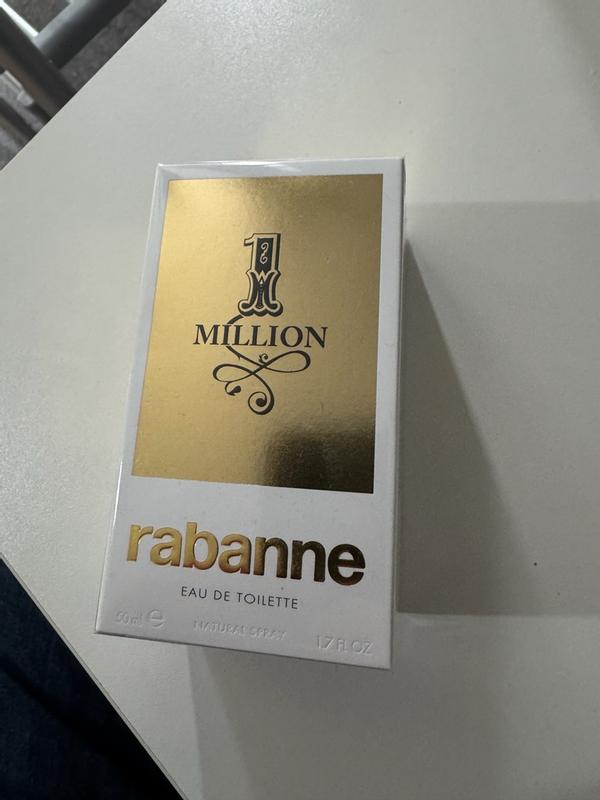 1
MILLION
rabanne
EAU DE TOILETTE
50 ml ℮ NATURAL SPRAY 1.7 FL OZ